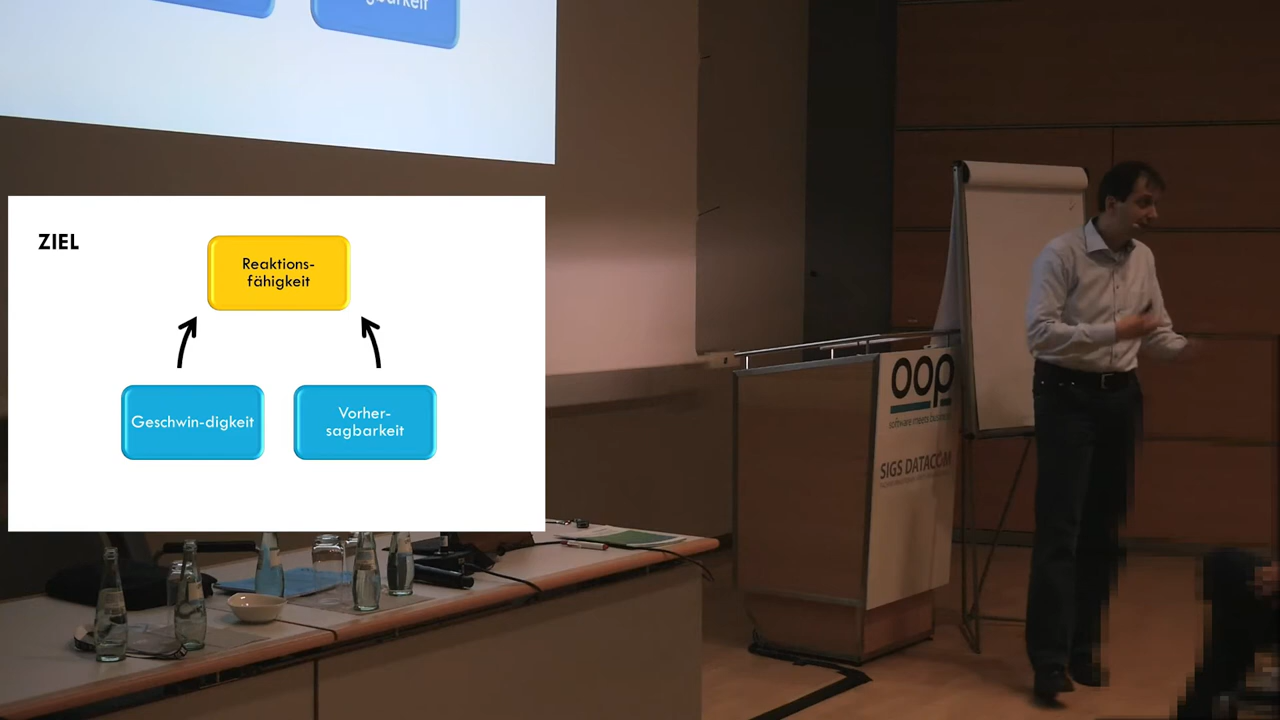 ZIEL
Reaktions-
fähigkeit
Geschwin-digkeit
Vorher-
sagbarkeit
oop
software meets business
SIGS DATACOM